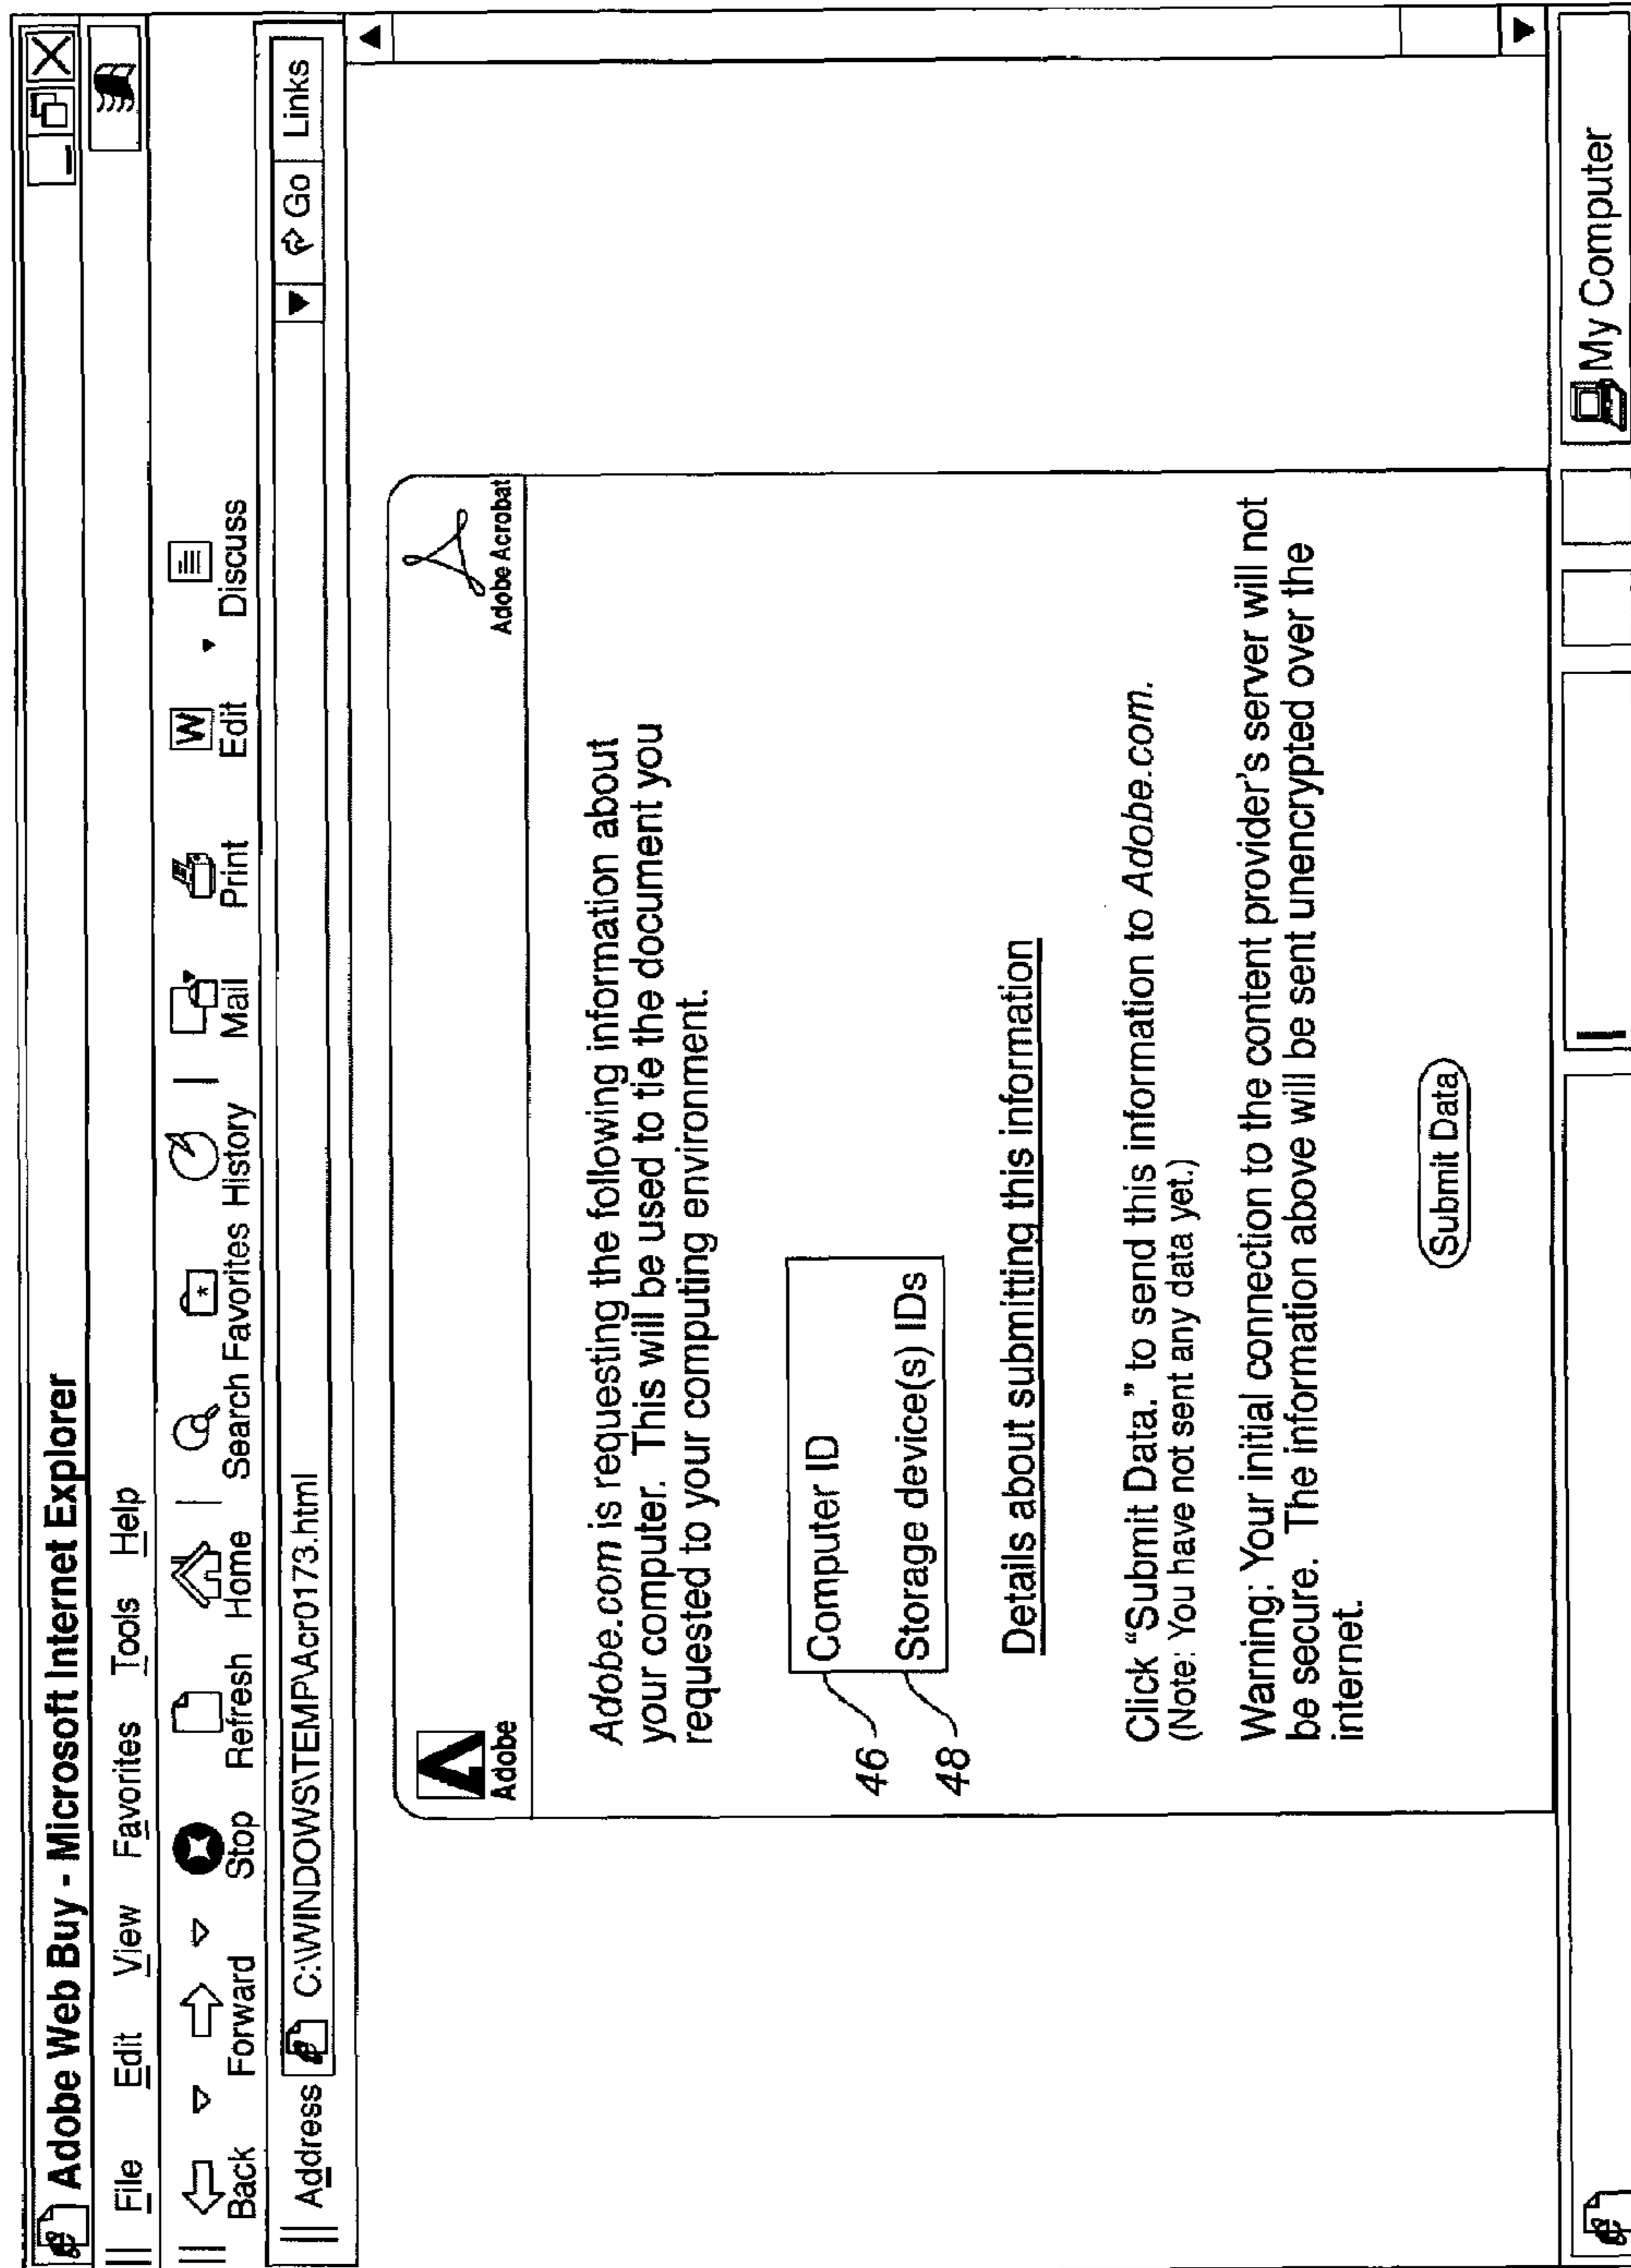 Adobe Web Buy - Microsoft Internet Explorer
File Edit View Favorites Tools Help
Back Forward Stop Refresh Home Search Favorites History Mail Print Edit Discuss
Address C:\WINDOWS\TEMP\Acr0173.html Go Links
Adobe
Adobe Acrobat
Adobe.com is requesting the following information about
your computer. This will be used to tie the document you
requested to your computing environment.
46 Computer ID
48 Storage device(s) IDs
Details about submitting this information
Click “Submit Data.” to send this information to Adobe.com.
(Note: You have not sent any data yet.)
Warning: Your initial connection to the content provider's server will not
be secure. The information above will be sent unencrypted over the
internet.
Submit Data
My Computer